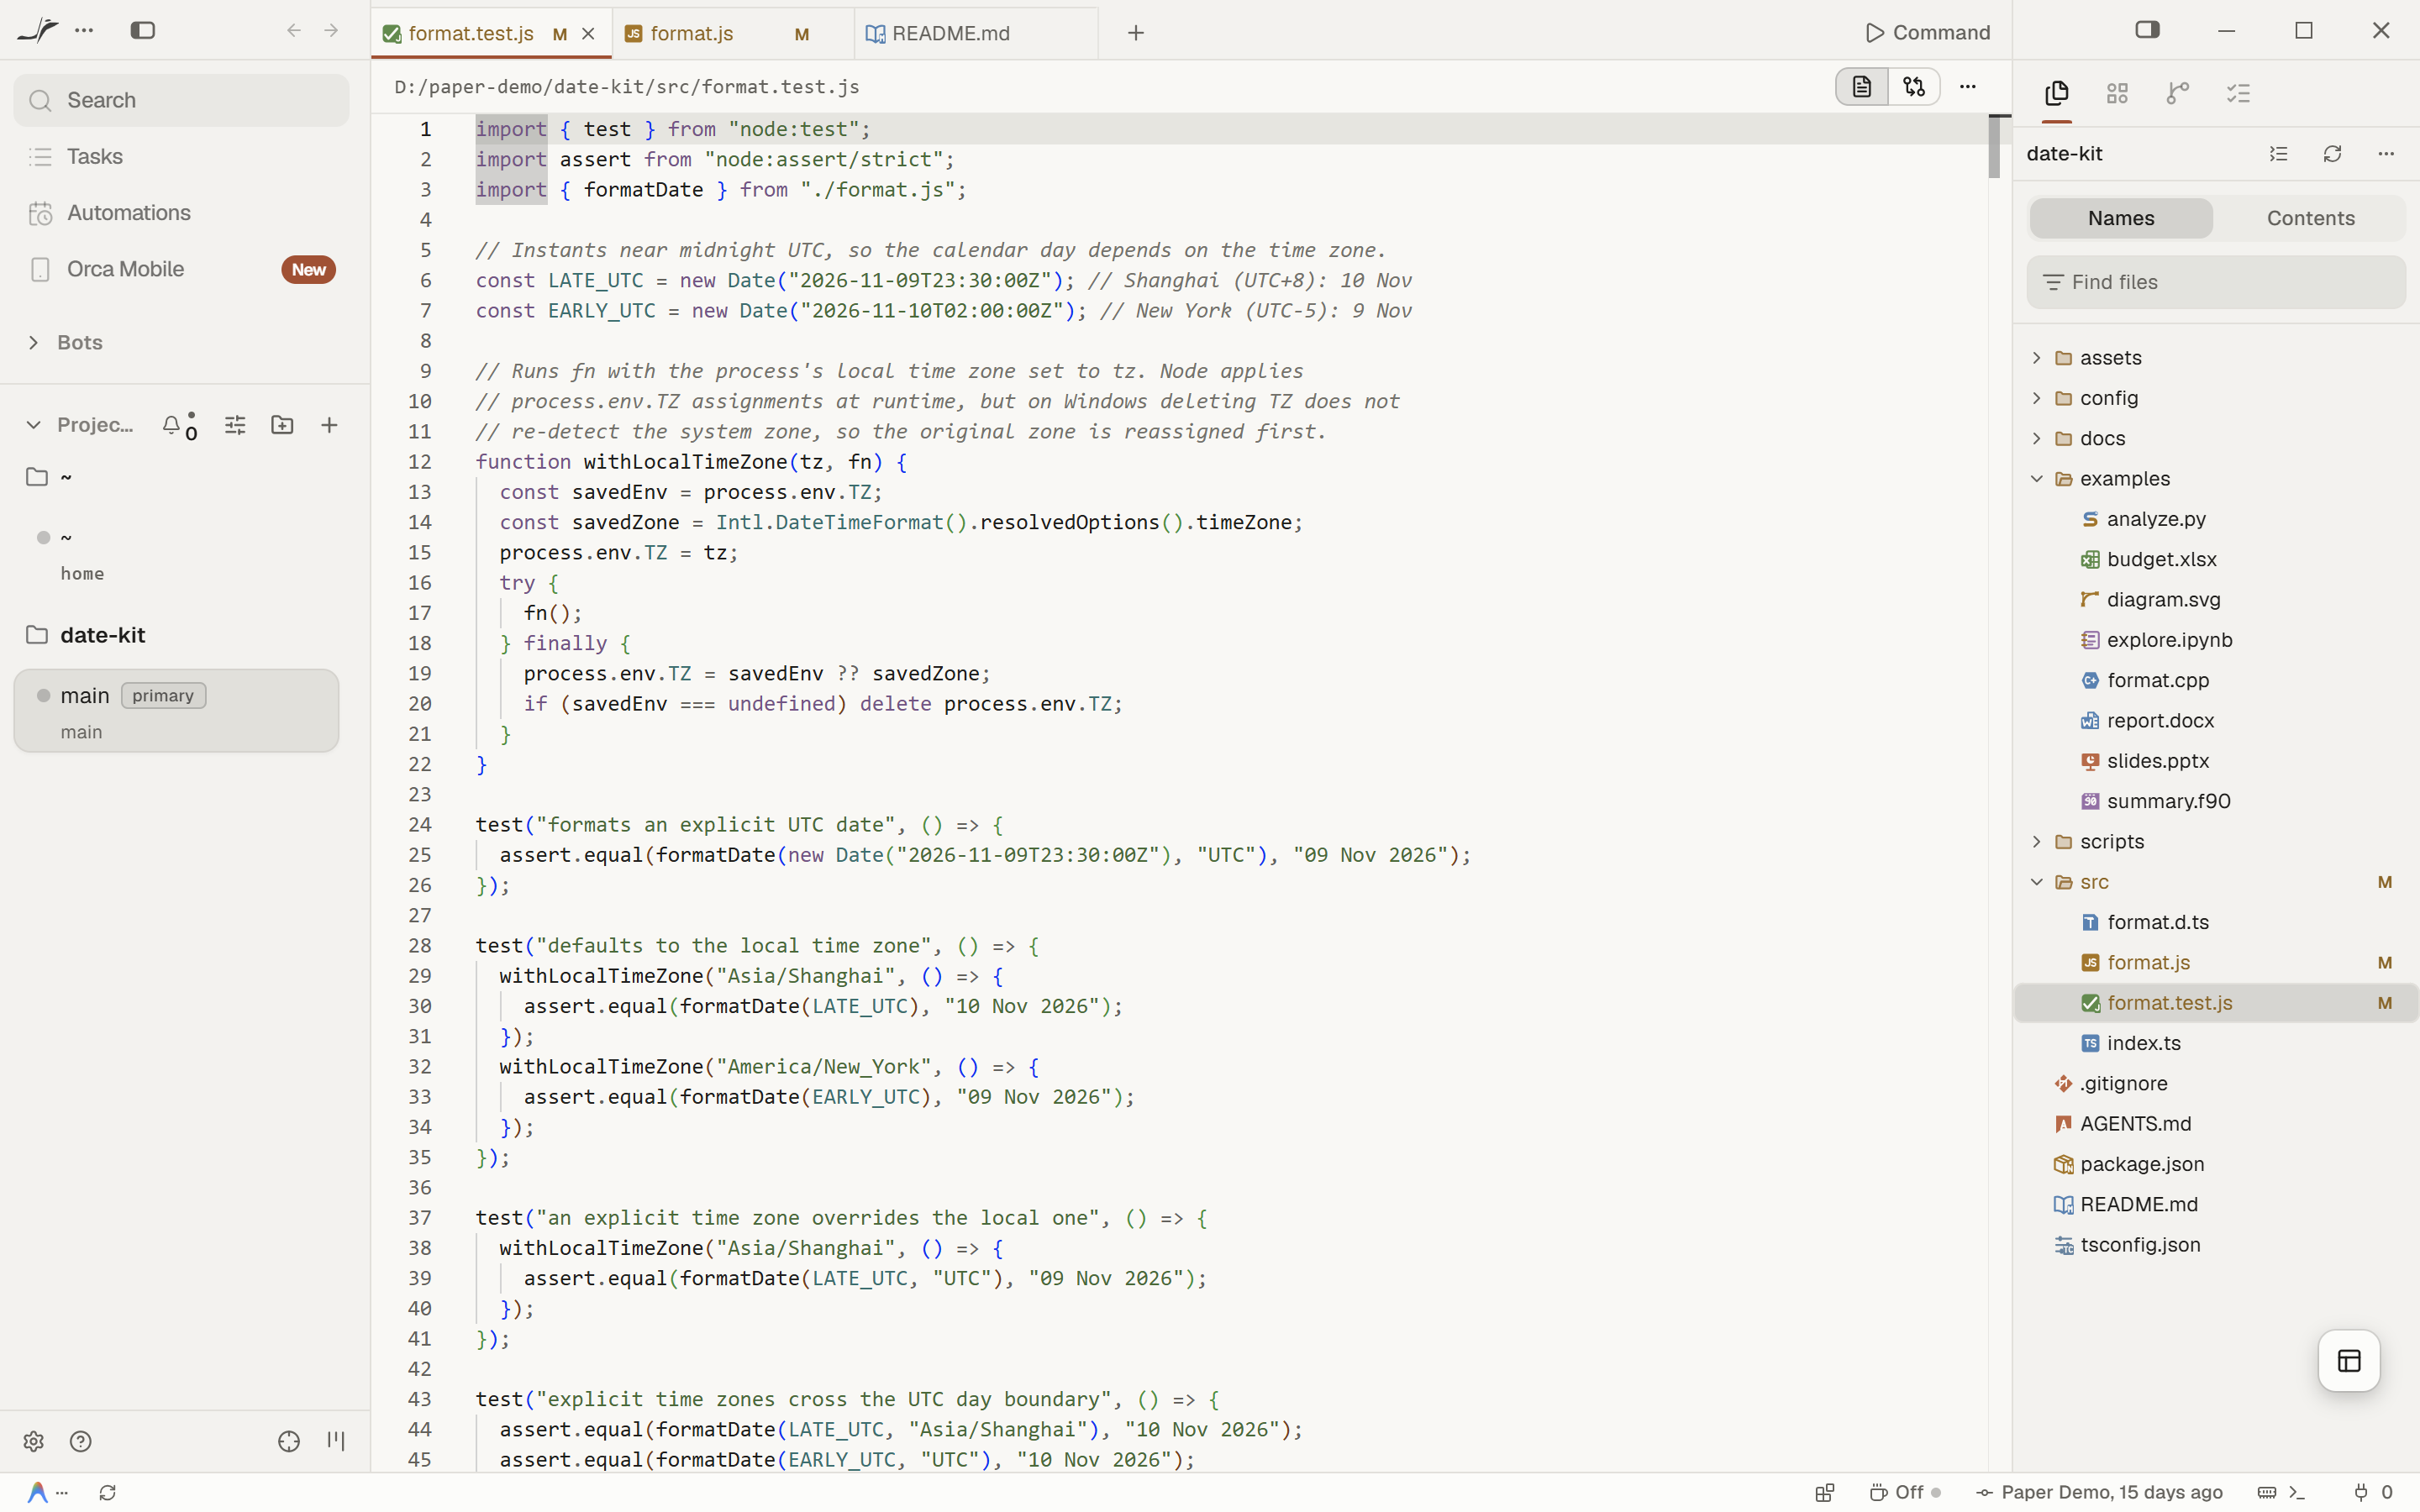 format.test.js M
format.js M
README.md
Command
Search
Tasks
Automations
Orca Mobile New
Bots
Projec... 0
~
~
home
date-kit
main primary
main
D:/paper-demo/date-kit/src/format.test.js
1 import { test } from "node:test";
2 import assert from "node:assert/strict";
3 import { formatDate } from "./format.js";
4
5 // Instants near midnight UTC, so the calendar day depends on the time zone.
6 const LATE_UTC = new Date("2026-11-09T23:30:00Z"); // Shanghai (UTC+8): 10 Nov
7 const EARLY_UTC = new Date("2026-11-10T02:00:00Z"); // New York (UTC-5): 9 Nov
8
9 // Runs fn with the process's local time zone set to tz. Node applies
10 // process.env.TZ assignments at runtime, but on Windows deleting TZ does not
11 // re-detect the system zone, so the original zone is reassigned first.
12 function withLocalTimeZone(tz, fn) {
13 const savedEnv = process.env.TZ;
14 const savedZone = Intl.DateTimeFormat().resolvedOptions().timeZone;
15 process.env.TZ = tz;
16 try {
17 fn();
18 } finally {
19 process.env.TZ = savedEnv ?? savedZone;
20 if (savedEnv === undefined) delete process.env.TZ;
21 }
22 }
23
24 test("formats an explicit UTC date", () => {
25 assert.equal(formatDate(new Date("2026-11-09T23:30:00Z"), "UTC"), "09 Nov 2026");
26 });
27
28 test("defaults to the local time zone", () => {
29 withLocalTimeZone("Asia/Shanghai", () => {
30 assert.equal(formatDate(LATE_UTC), "10 Nov 2026");
31 });
32 withLocalTimeZone("America/New_York", () => {
33 assert.equal(formatDate(EARLY_UTC), "09 Nov 2026");
34 });
35 });
36
37 test("an explicit time zone overrides the local one", () => {
38 withLocalTimeZone("Asia/Shanghai", () => {
39 assert.equal(formatDate(LATE_UTC, "UTC"), "09 Nov 2026");
40 });
41 });
42
43 test("explicit time zones cross the UTC day boundary", () => {
44 assert.equal(formatDate(LATE_UTC, "Asia/Shanghai"), "10 Nov 2026");
45 assert.equal(formatDate(EARLY_UTC, "UTC"), "10 Nov 2026");
date-kit
Names Contents
Find files
assets
config
docs
examples
analyze.py
budget.xlsx
diagram.svg
explore.ipynb
format.cpp
report.docx
slides.pptx
summary.f90
scripts
src M
format.d.ts
format.js M
format.test.js M
index.ts
.gitignore
AGENTS.md
package.json
README.md
tsconfig.json
Off
Paper Demo, 15 days ago
0